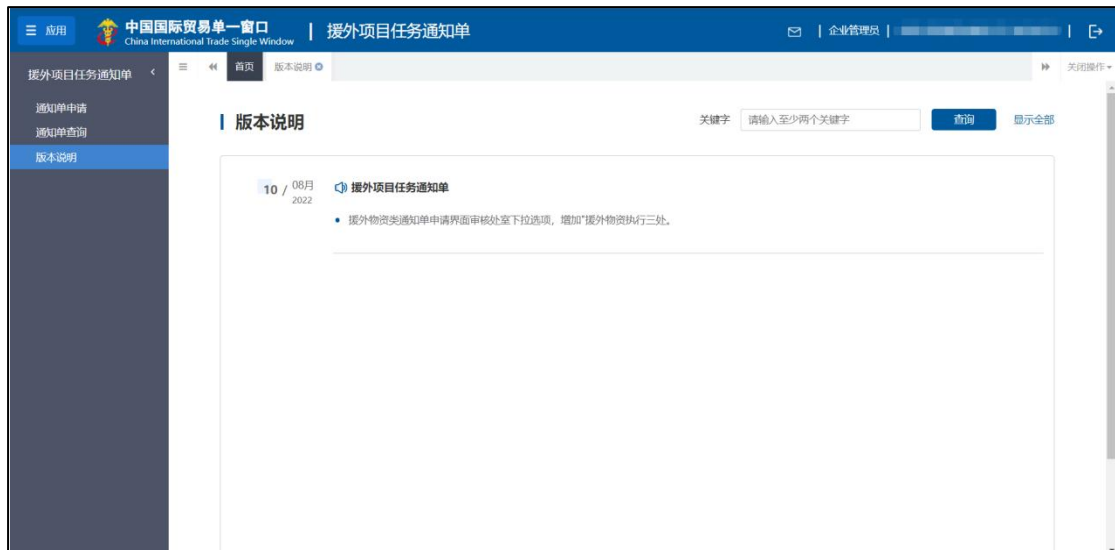 应用
中国国际贸易单一窗口
China International Trade Single Window
援外项目任务通知单
企业管理员
援外项目任务通知单
首页
版本说明
关闭操作
通知单申请
通知单查询
版本说明
版本说明
关键字
请输入至少两个关键字
查询
显示全部
10 / 08月
2022
援外项目任务通知单
援外物资类通知单申请界面审核处室下拉选项，增加"援外物资执行三处。